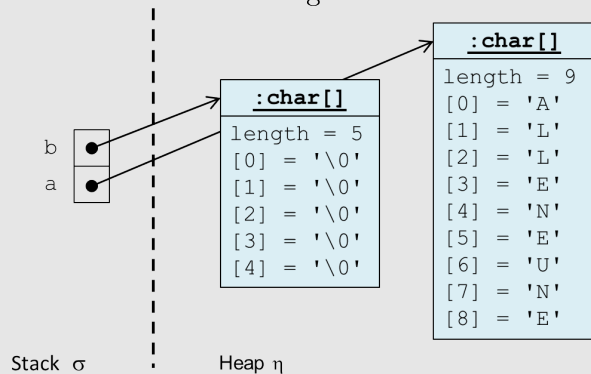 :char[]
length = 9
[0] = 'A'
[1] = 'L'
[2] = 'L'
[3] = 'E'
[4] = 'N'
[5] = 'E'
[6] = 'U'
[7] = 'N'
[8] = 'E'
:char[]
length = 5
[0] = '\0'
[1] = '\0'
[2] = '\0'
[3] = '\0'
[4] = '\0'
b
a
Stack σ
Heap η